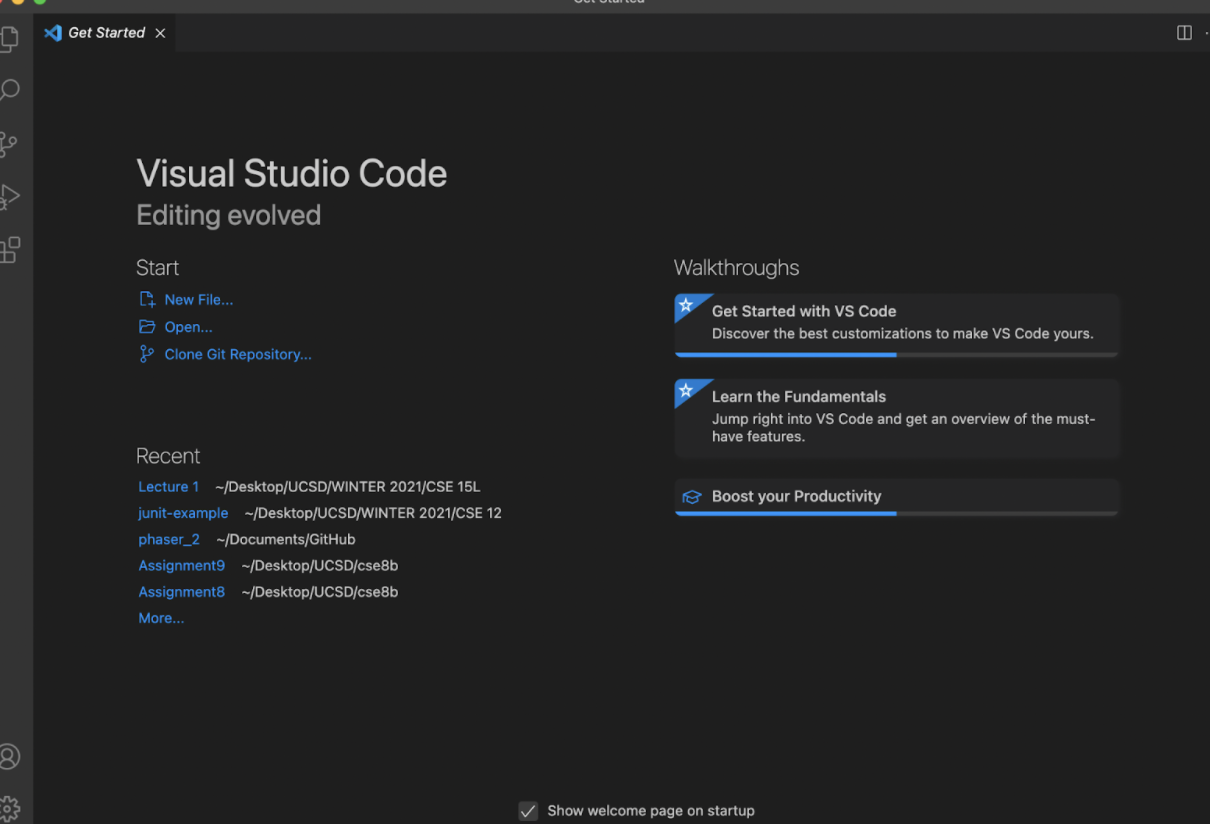 Get Started
Get Started
Visual Studio Code
Editing evolved
Start
New File...
Open...
Clone Git Repository...
Recent
Lecture 1 ~/Desktop/UCSD/WINTER 2021/CSE 15L
junit-example ~/Desktop/UCSD/WINTER 2021/CSE 12
phaser_2 ~/Documents/GitHub
Assignment9 ~/Desktop/UCSD/cse8b
Assignment8 ~/Desktop/UCSD/cse8b
More...
Walkthroughs
Get Started with VS Code
Discover the best customizations to make VS Code yours.
Learn the Fundamentals
Jump right into VS Code and get an overview of the must-
have features.
Boost your Productivity
Show welcome page on startup